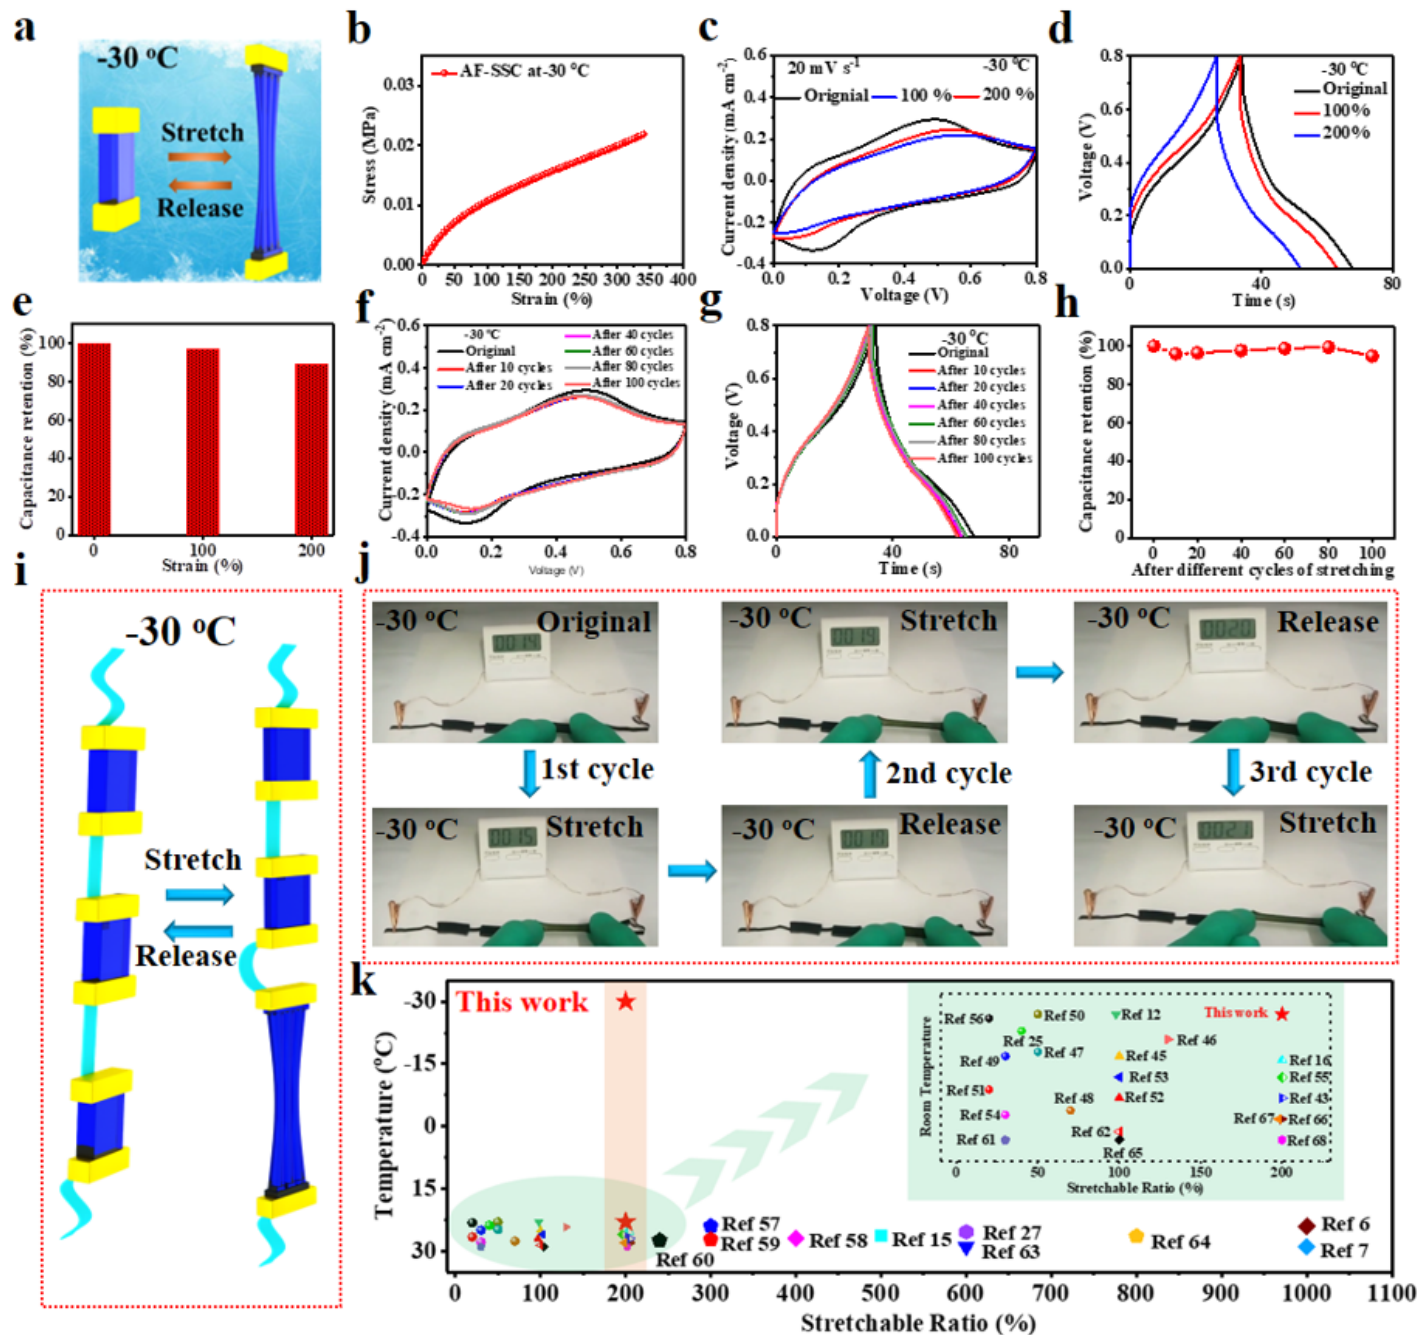 a
-30 ºC
Stretch
Release
b
AF-SSC at-30 ºC
Stress (MPa)
0.03
0.02
0.01
0.00
0 50 100 150 200 250 300 350 400
Strain (%)
c
20 mV s-1
-30 ºC
Orignial 100 % 200 %
Current density (mA cm-2)
0.6
0.4
0.2
0.0
-0.2
-0.4
0.0 0.2 0.4 0.6 0.8
Voltage (V)
d
-30 ºC
Original
100%
200%
Voltage (V)
0.8
0.6
0.4
0.2
0.0
0 40 80
Time (s)
e
Capacitance retention (%)
100
80
60
40
20
0
0 100 200
Strain (%)
f
-30 ºC
Original
After 10 cycles
After 20 cycles
After 40 cycles
After 60 cycles
After 80 cycles
After 100 cycles
Current density (mA cm-2)
0.6
0.4
0.2
0.0
-0.2
-0.4
0.0 0.2 0.4 0.6 0.8
Voltage (V)
g
-30 ºC
Original
After 10 cycles
After 20 cycles
After 40 cycles
After 60 cycles
After 80 cycles
After 100 cycles
Voltage (V)
0.8
0.6
0.4
0.2
0.0
0 40 80
Time (s)
h
Capacitance retention (%)
100
80
60
40
20
0
0 20 40 60 80 100
After different cycles of stretching
i
-30 ºC
Stretch
Release
j
-30 ºC Original
-30 ºC Stretch
-30 ºC Release
1st cycle
2nd cycle
3rd cycle
-30 ºC Stretch
-30 ºC Release
-30 ºC Stretch
k
This work
Temperature (ºC)
-30
-15
0
15
30
0 100 200 300 400 500 600 700 800 900 1000 1100
Stretchable Ratio (%)
Ref 60
Ref 57
Ref 59
Ref 58
Ref 15
Ref 27
Ref 63
Ref 64
Ref 6
Ref 7
Room Temperature
Ref 56
Ref 50
Ref 12
This work
Ref 25
Ref 46
Ref 49
Ref 47
Ref 45
Ref 16
Ref 53
Ref 55
Ref 51
Ref 48
Ref 52
Ref 43
Ref 54
Ref 67
Ref 66
Ref 61
Ref 62
Ref 65
Ref 68
0 50 100 150 200
Stretchable Ratio (%)